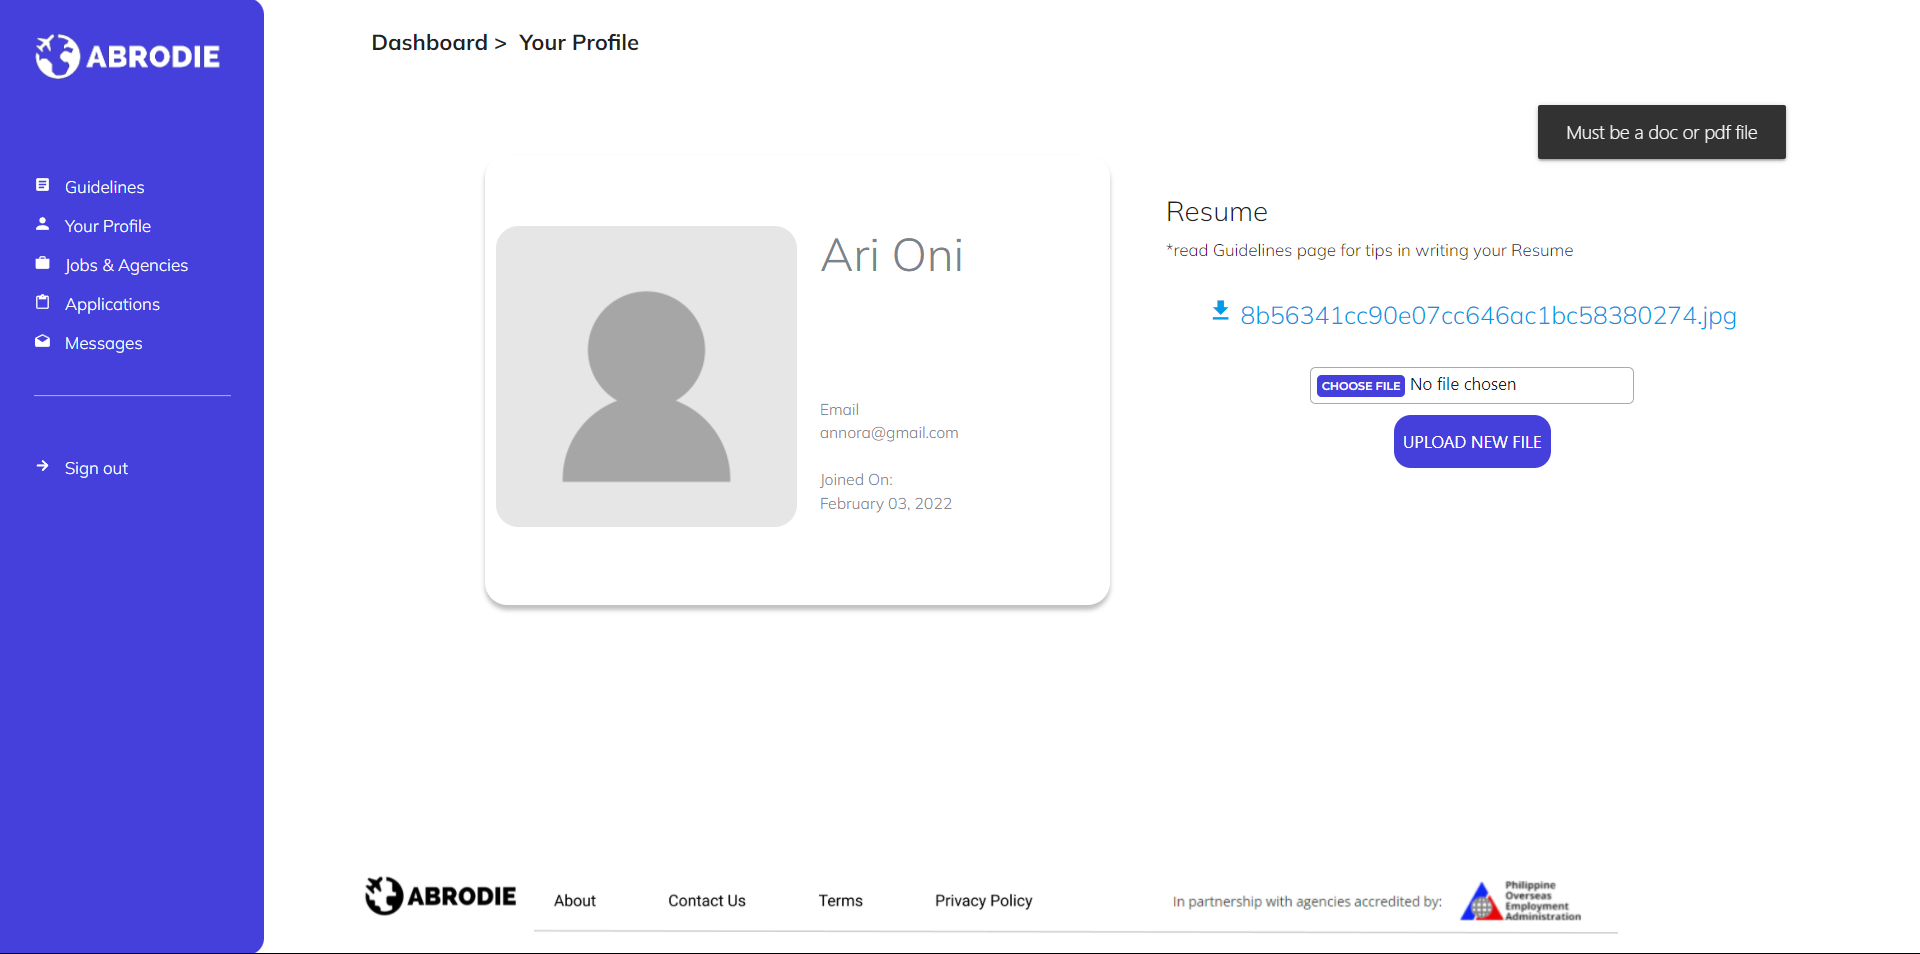 ABRODIE
Guidelines
Your Profile
Jobs & Agencies
Applications
Messages
Sign out
Dashboard > Your Profile
Must be a doc or pdf file
Ari Oni
Email
annora@gmail.com
Joined On:
February 03, 2022
Resume
*read Guidelines page for tips in writing your Resume
8b56341cc90e07cc646ac1bc58380274.jpg
CHOOSE FILE No file chosen
UPLOAD NEW FILE
ABRODIE
About
Contact Us
Terms
Privacy Policy
In partnership with agencies accredited by:
Philippine
Overseas
Employment
Administration